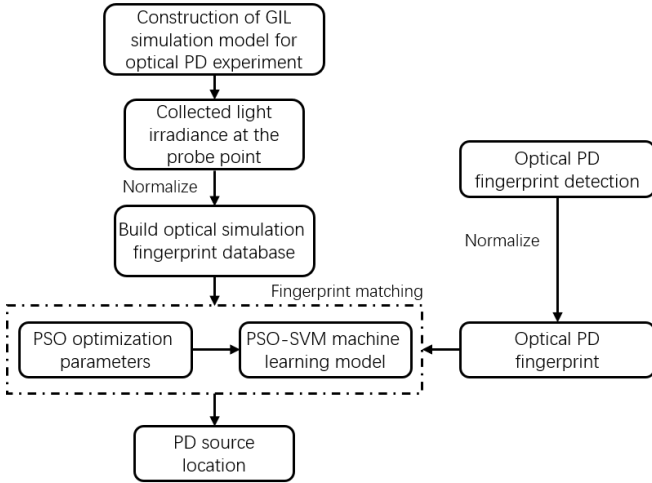 Construction of GIL
simulation model for
optical PD experiment
Collected light
irradiance at the
probe point
Normalize
Build optical simulation
fingerprint database
Fingerprint matching
PSO optimization
parameters
PSO-SVM machine
learning model
PD source
location
Optical PD
fingerprint detection
Normalize
Optical PD
fingerprint